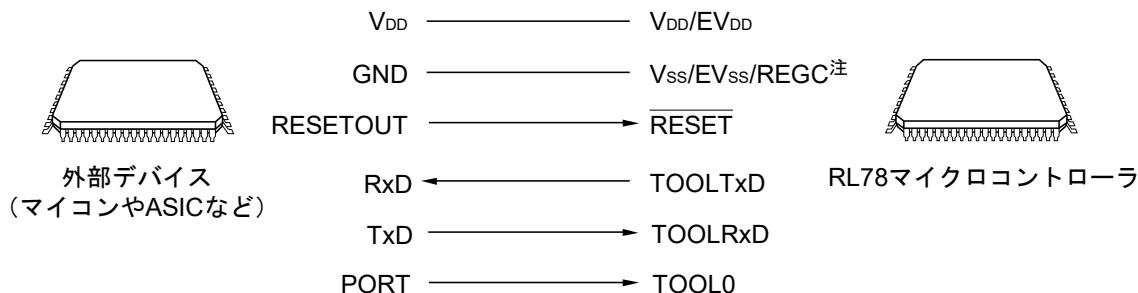 VDD VDD/EVDD
GND VSS/EVSS/REGC注
RESETOUT RESET
RxD TOOLTxD
TxD TOOLRxD
PORT TOOL0
外部デバイス
(マイコンやASICなど)
RL78マイクロコントローラ